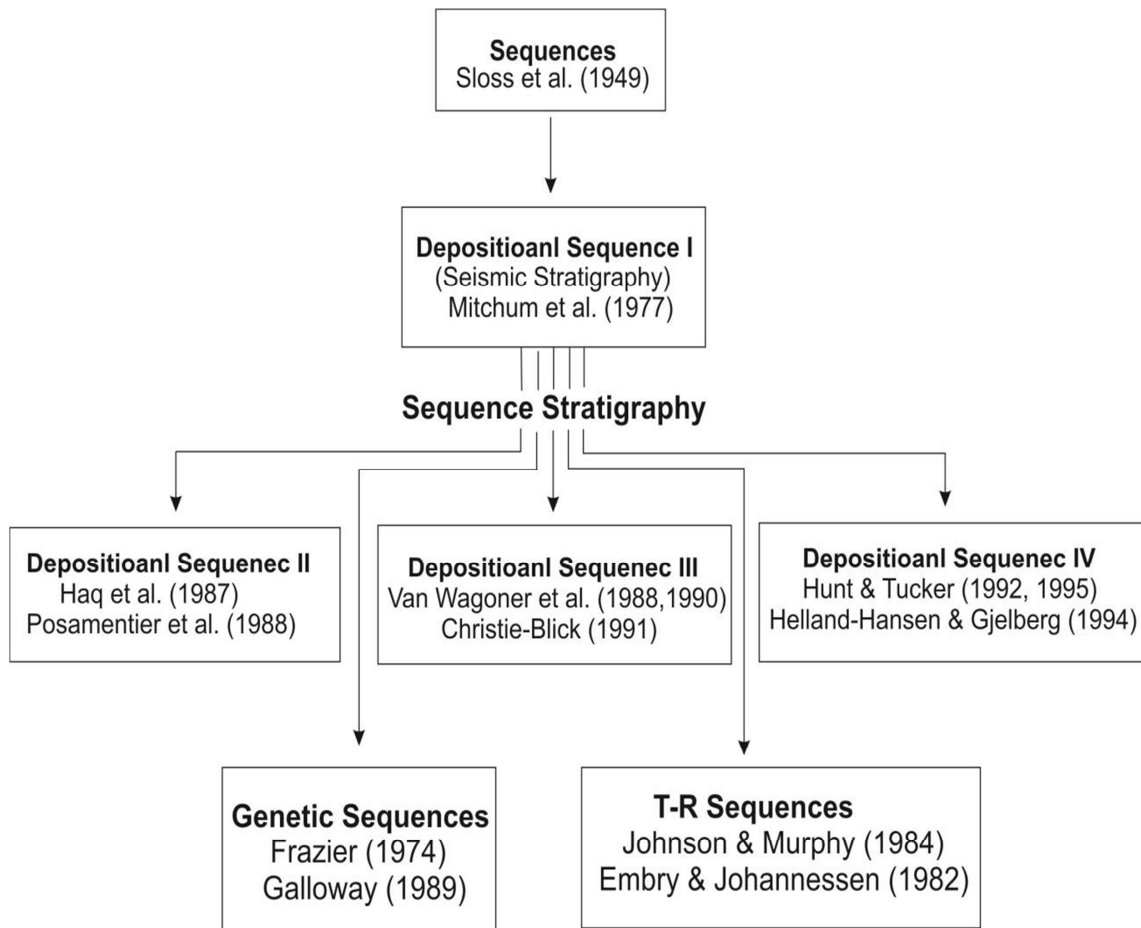 Sequences
Sloss et al. (1949)
Depositioanl Sequence I
(Seismic Stratigraphy)
Mitchum et al. (1977)
Sequence Stratigraphy
Depositioanl Sequenec II
Haq et al. (1987)
Posamentier et al. (1988)
Depositioanl Sequenec III
Van Wagoner et al. (1988,1990)
Christie-Blick (1991)
Depositioanl Sequenec IV
Hunt & Tucker (1992, 1995)
Helland-Hansen & Gjelberg (1994)
Genetic Sequences
Frazier (1974)
Galloway (1989)
T-R Sequences
Johnson & Murphy (1984)
Embry & Johannessen (1982)